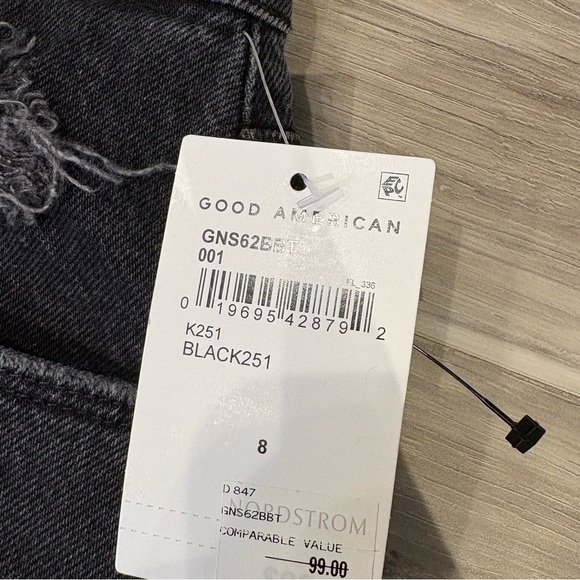 GOOD AMERICAN
GNS62BBT
001
FL_336
0 19695 42879 2
K251
BLACK251
8
D 847
NORDSTROM
GNS62BBT
COMPARABLE VALUE
99.00